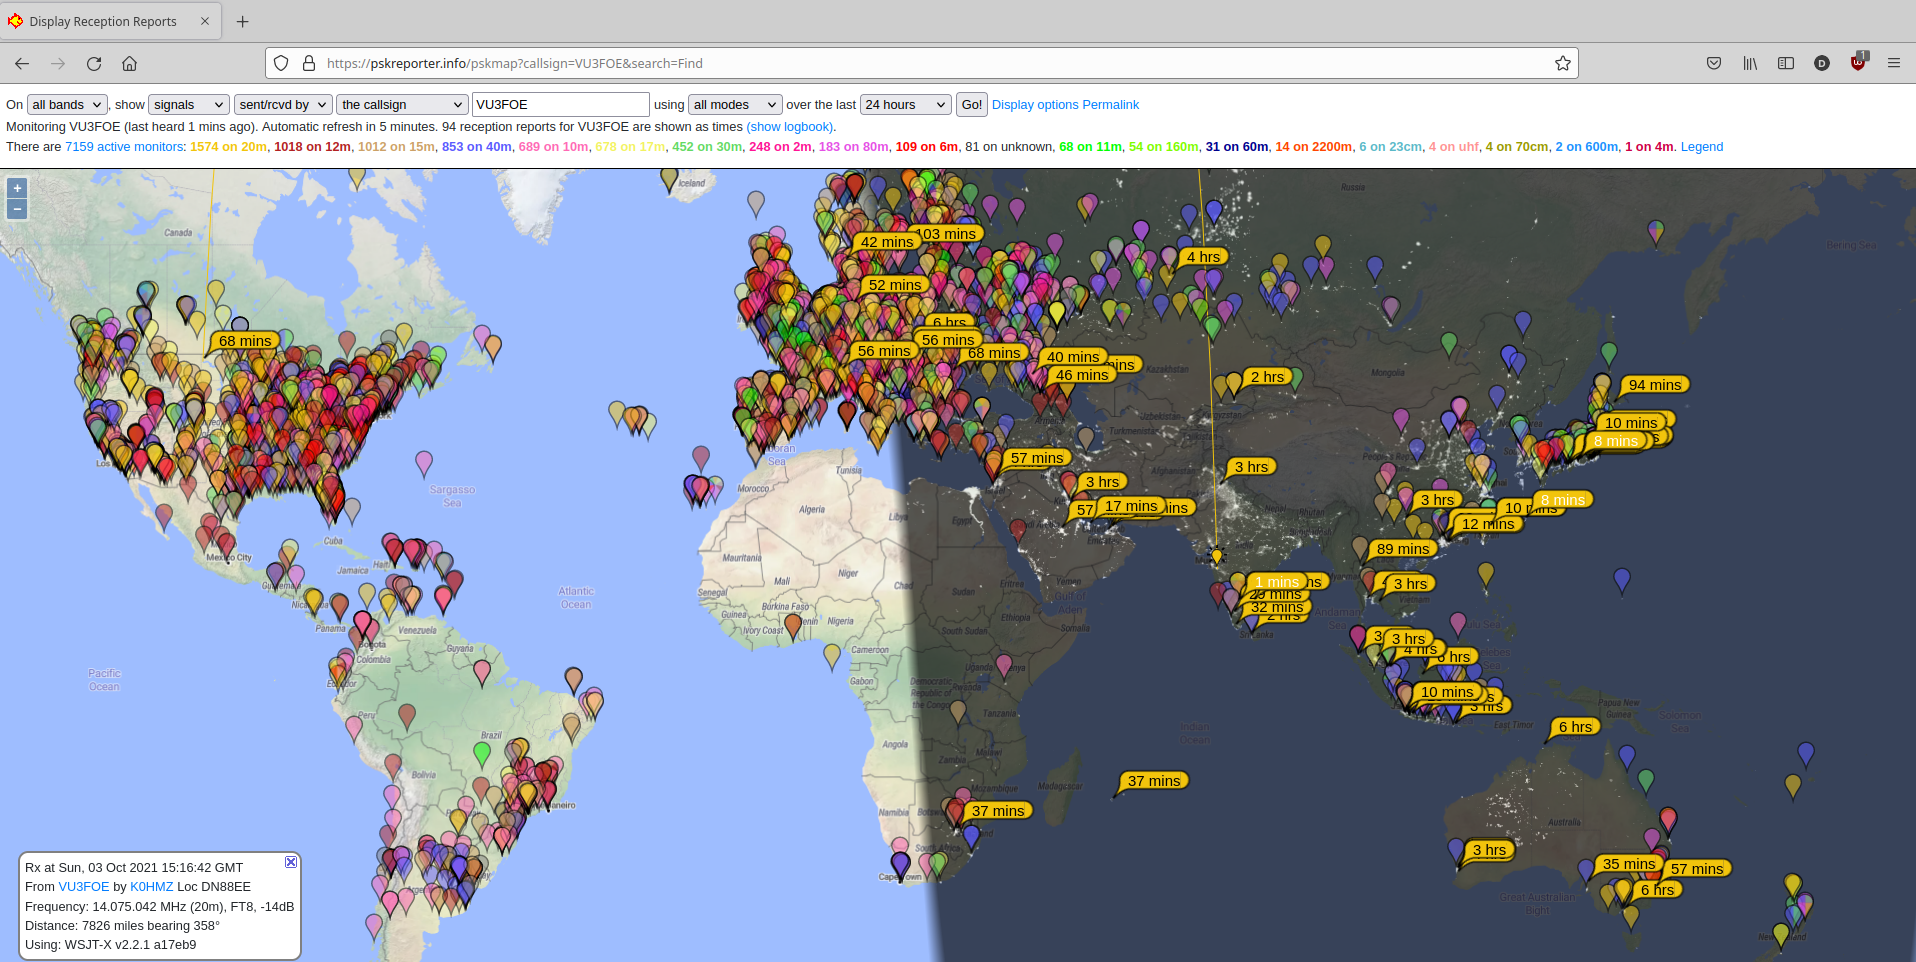 Display Reception Reports
https://pskreporter.info/pskmap?callsign=VU3FOE&search=Find
1
D
On all bands , show signals sent/rcvd by the callsign VU3FOE using all modes over the last 24 hours Go! Display options Permalink
Monitoring VU3FOE (last heard 1 mins ago). Automatic refresh in 5 minutes. 94 reception reports for VU3FOE are shown as times (show logbook).
There are 7159 active monitors: 1574 on 20m, 1018 on 12m, 1012 on 15m, 853 on 40m, 689 on 10m, 678 on 17m, 452 on 30m, 248 on 2m, 183 on 80m, 109 on 6m, 81 on unknown, 68 on 11m, 54 on 160m, 31 on 60m, 14 on 2200m, 6 on 23cm, 4 on uhf, 4 on 70cm, 2 on 600m, 1 on 4m. Legend
+
−
Iceland
Russia
Canada
103 mins
42 mins
Bering Sea
4 hrs
52 mins
6 hrs
68 mins
56 mins
56 mins
68 mins
40 mins
46 mins
Kazakhstan
Mongolia
2 hrs
94 mins
10 mins
8 mins
Uzbekistan
Turkmenistan
57 mins
3 hrs
Sargasso
Sea
Tunisia
Morocco
Afghanistan
3 hrs
3 hrs
8 mins
Algeria
Libya
Egypt
57
17 mins
10 mins
12 mins
Mexico City
Cuba
Haiti
Jamaica
Mauritania
Mali
Niger
Chad
Sudan
Eritrea
Yemen
Gulf of
Aden
89 mins
1 mins
3 hrs
Atlantic
Ocean
Senegal
Guinea
Burkina Faso
Ivory Coast
Nigeria
29 mins
32 mins
2 hrs
Sri Lanka
Andaman
Sea
Vietnam
Panama
Venezuela
Bogota
Colombia
Guyana
Cameroon
South Sudan
Ethiopia
Somalia
3 hrs
4 hrs
6 hrs
Pacific
Ocean
Ecuador
Gabon
Democratic
Republic of
the Congo
Uganda
Kenya
Rwanda
Tanzania
10 mins
3 hrs
East Timor
Papua New
Guinea
Solomon
Sea
Peru
Brazil
Angola
Malawi
Indian
Ocean
6 hrs
Bolivia
Namibia
Mozambique
Madagascar
37 mins
37 mins
Australia
South Africa
Cape Town
3 hrs
35 mins
57 mins
6 hrs
Great Australian
Bight
Rx at Sun, 03 Oct 2021 15:16:42 GMT
From VU3FOE by K0HMZ Loc DN88EE
Frequency: 14.075.042 MHz (20m), FT8, -14dB
Distance: 7826 miles bearing 358°
Using: WSJT-X v2.2.1 a17eb9